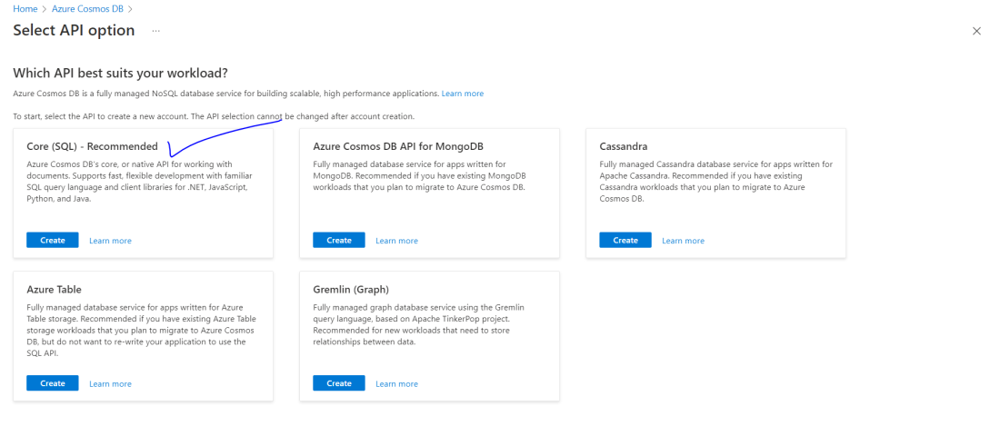 Home > Azure Cosmos DB >
Select API option ...
Which API best suits your workload?
Azure Cosmos DB is a fully managed NoSQL database service for building scalable, high performance applications. Learn more
To start, select the API to create a new account. The API selection cannot be changed after account creation.
Core (SQL) - Recommended
Azure Cosmos DB's core, or native API for working with
documents. Supports fast, flexible development with familiar
SQL query language and client libraries for .NET, JavaScript,
Python, and Java.
Create Learn more
Azure Cosmos DB API for MongoDB
Fully managed database service for apps written for
MongoDB. Recommended if you have existing MongoDB
workloads that you plan to migrate to Azure Cosmos DB.
Create Learn more
Cassandra
Fully managed Cassandra database service for apps written for
Apache Cassandra. Recommended if you have existing
Cassandra workloads that you plan to migrate to Azure
Cosmos DB.
Create Learn more
Azure Table
Fully managed database service for apps written for Azure
Table storage. Recommended if you have existing Azure Table
storage workloads that you plan to migrate to Azure Cosmos
DB, but do not want to re-write your application to use the
SQL API.
Create Learn more
Gremlin (Graph)
Fully managed graph database service using the Gremlin
query language, based on Apache TinkerPop project.
Recommended for new workloads that need to store
relationships between data.
Create Learn more